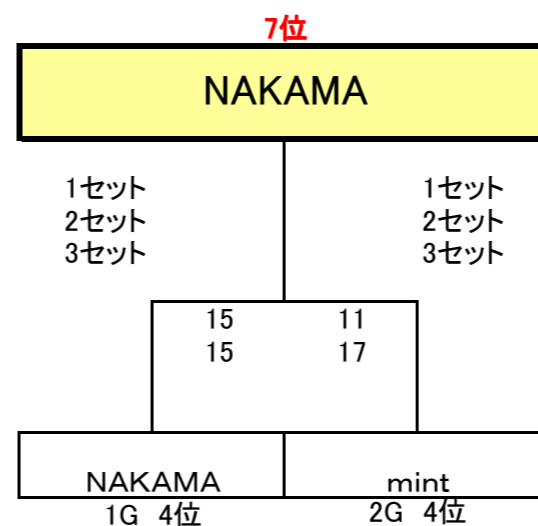 7位
NAKAMA
1セット 1セット
2セット 2セット
3セット 3セット
15 11
15 17
NAKAMA mint
1G 4位 2G 4位